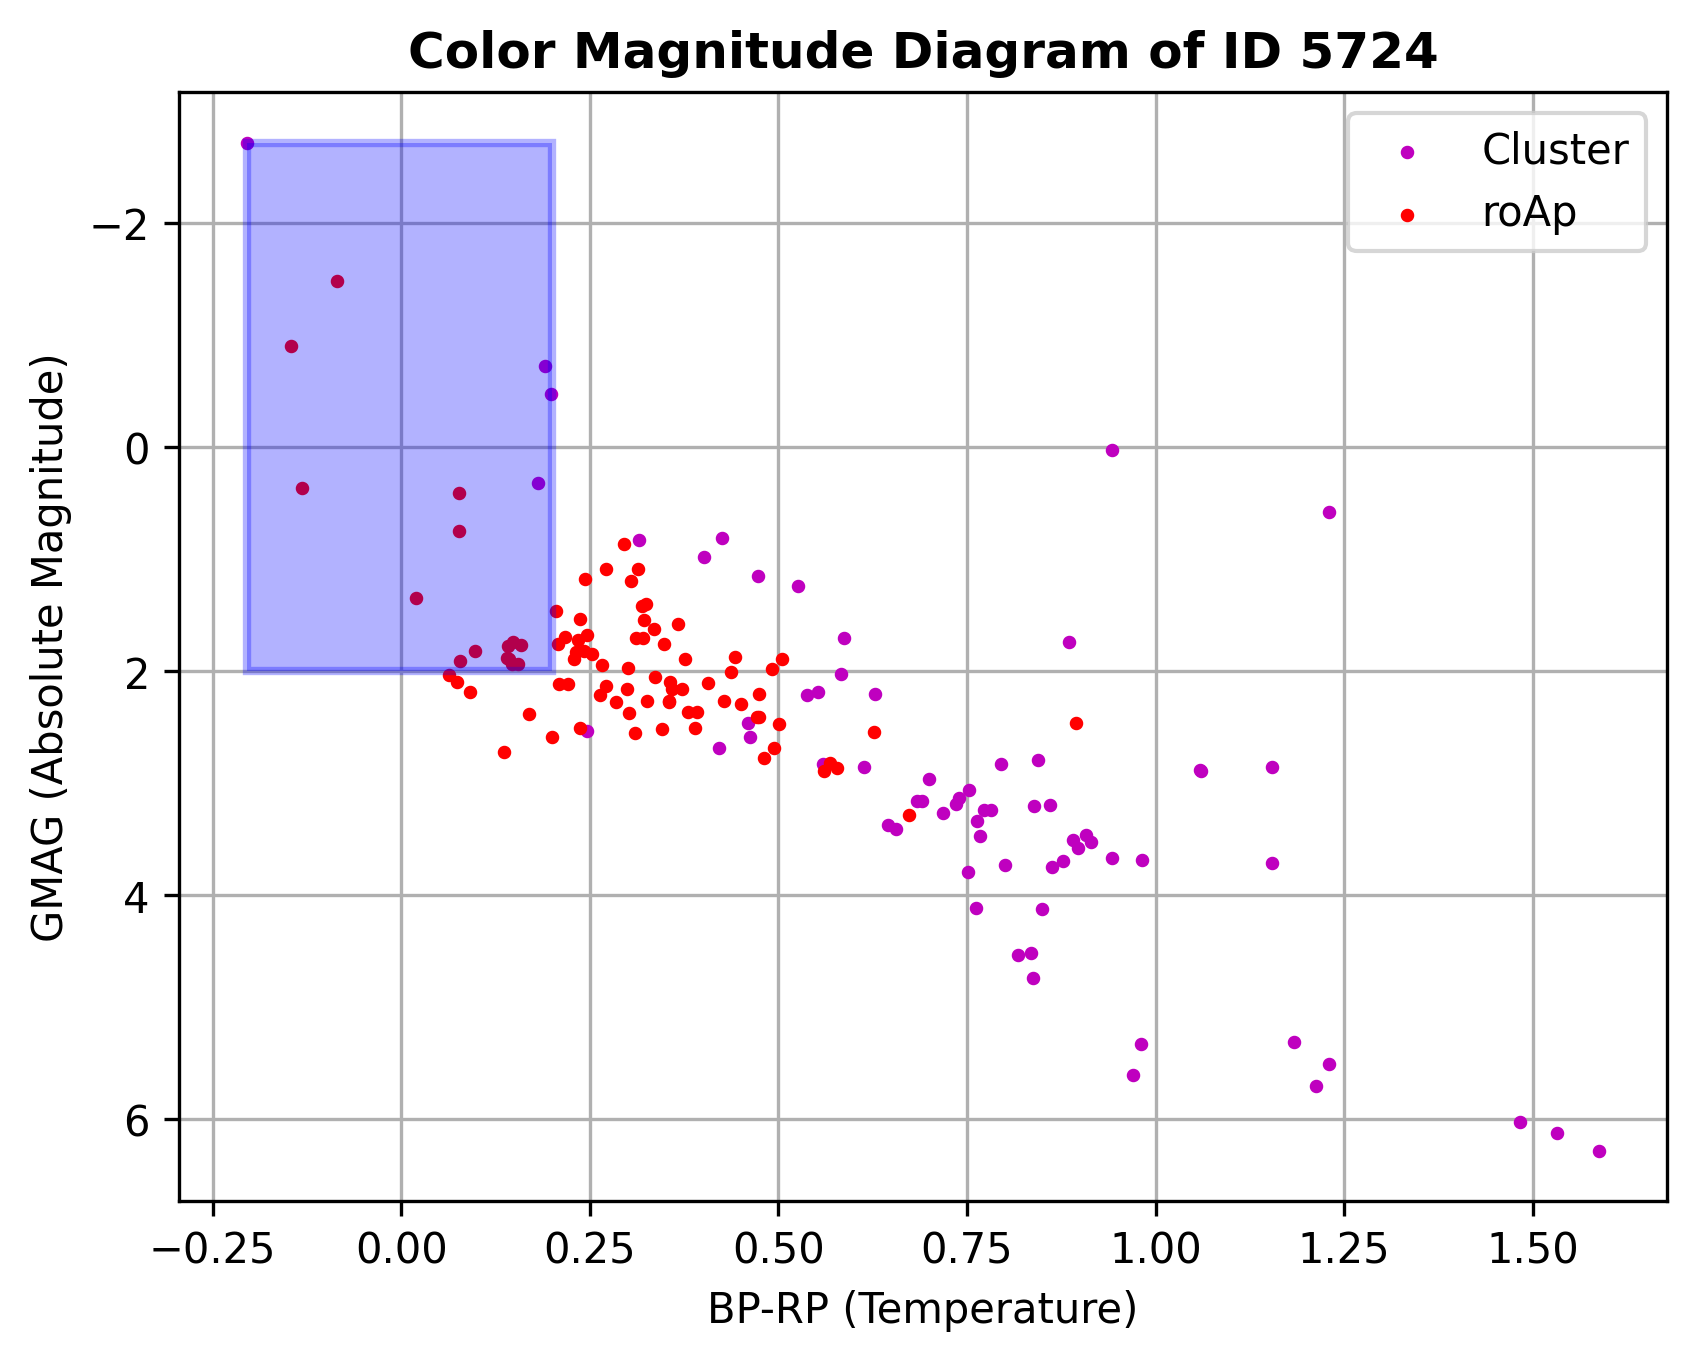 Color Magnitude Diagram of ID 5724
Cluster
roAp
GMAG (Absolute Magnitude)
−2
0
2
4
6
−0.25 0.00 0.25 0.50 0.75 1.00 1.25 1.50
BP-RP (Temperature)